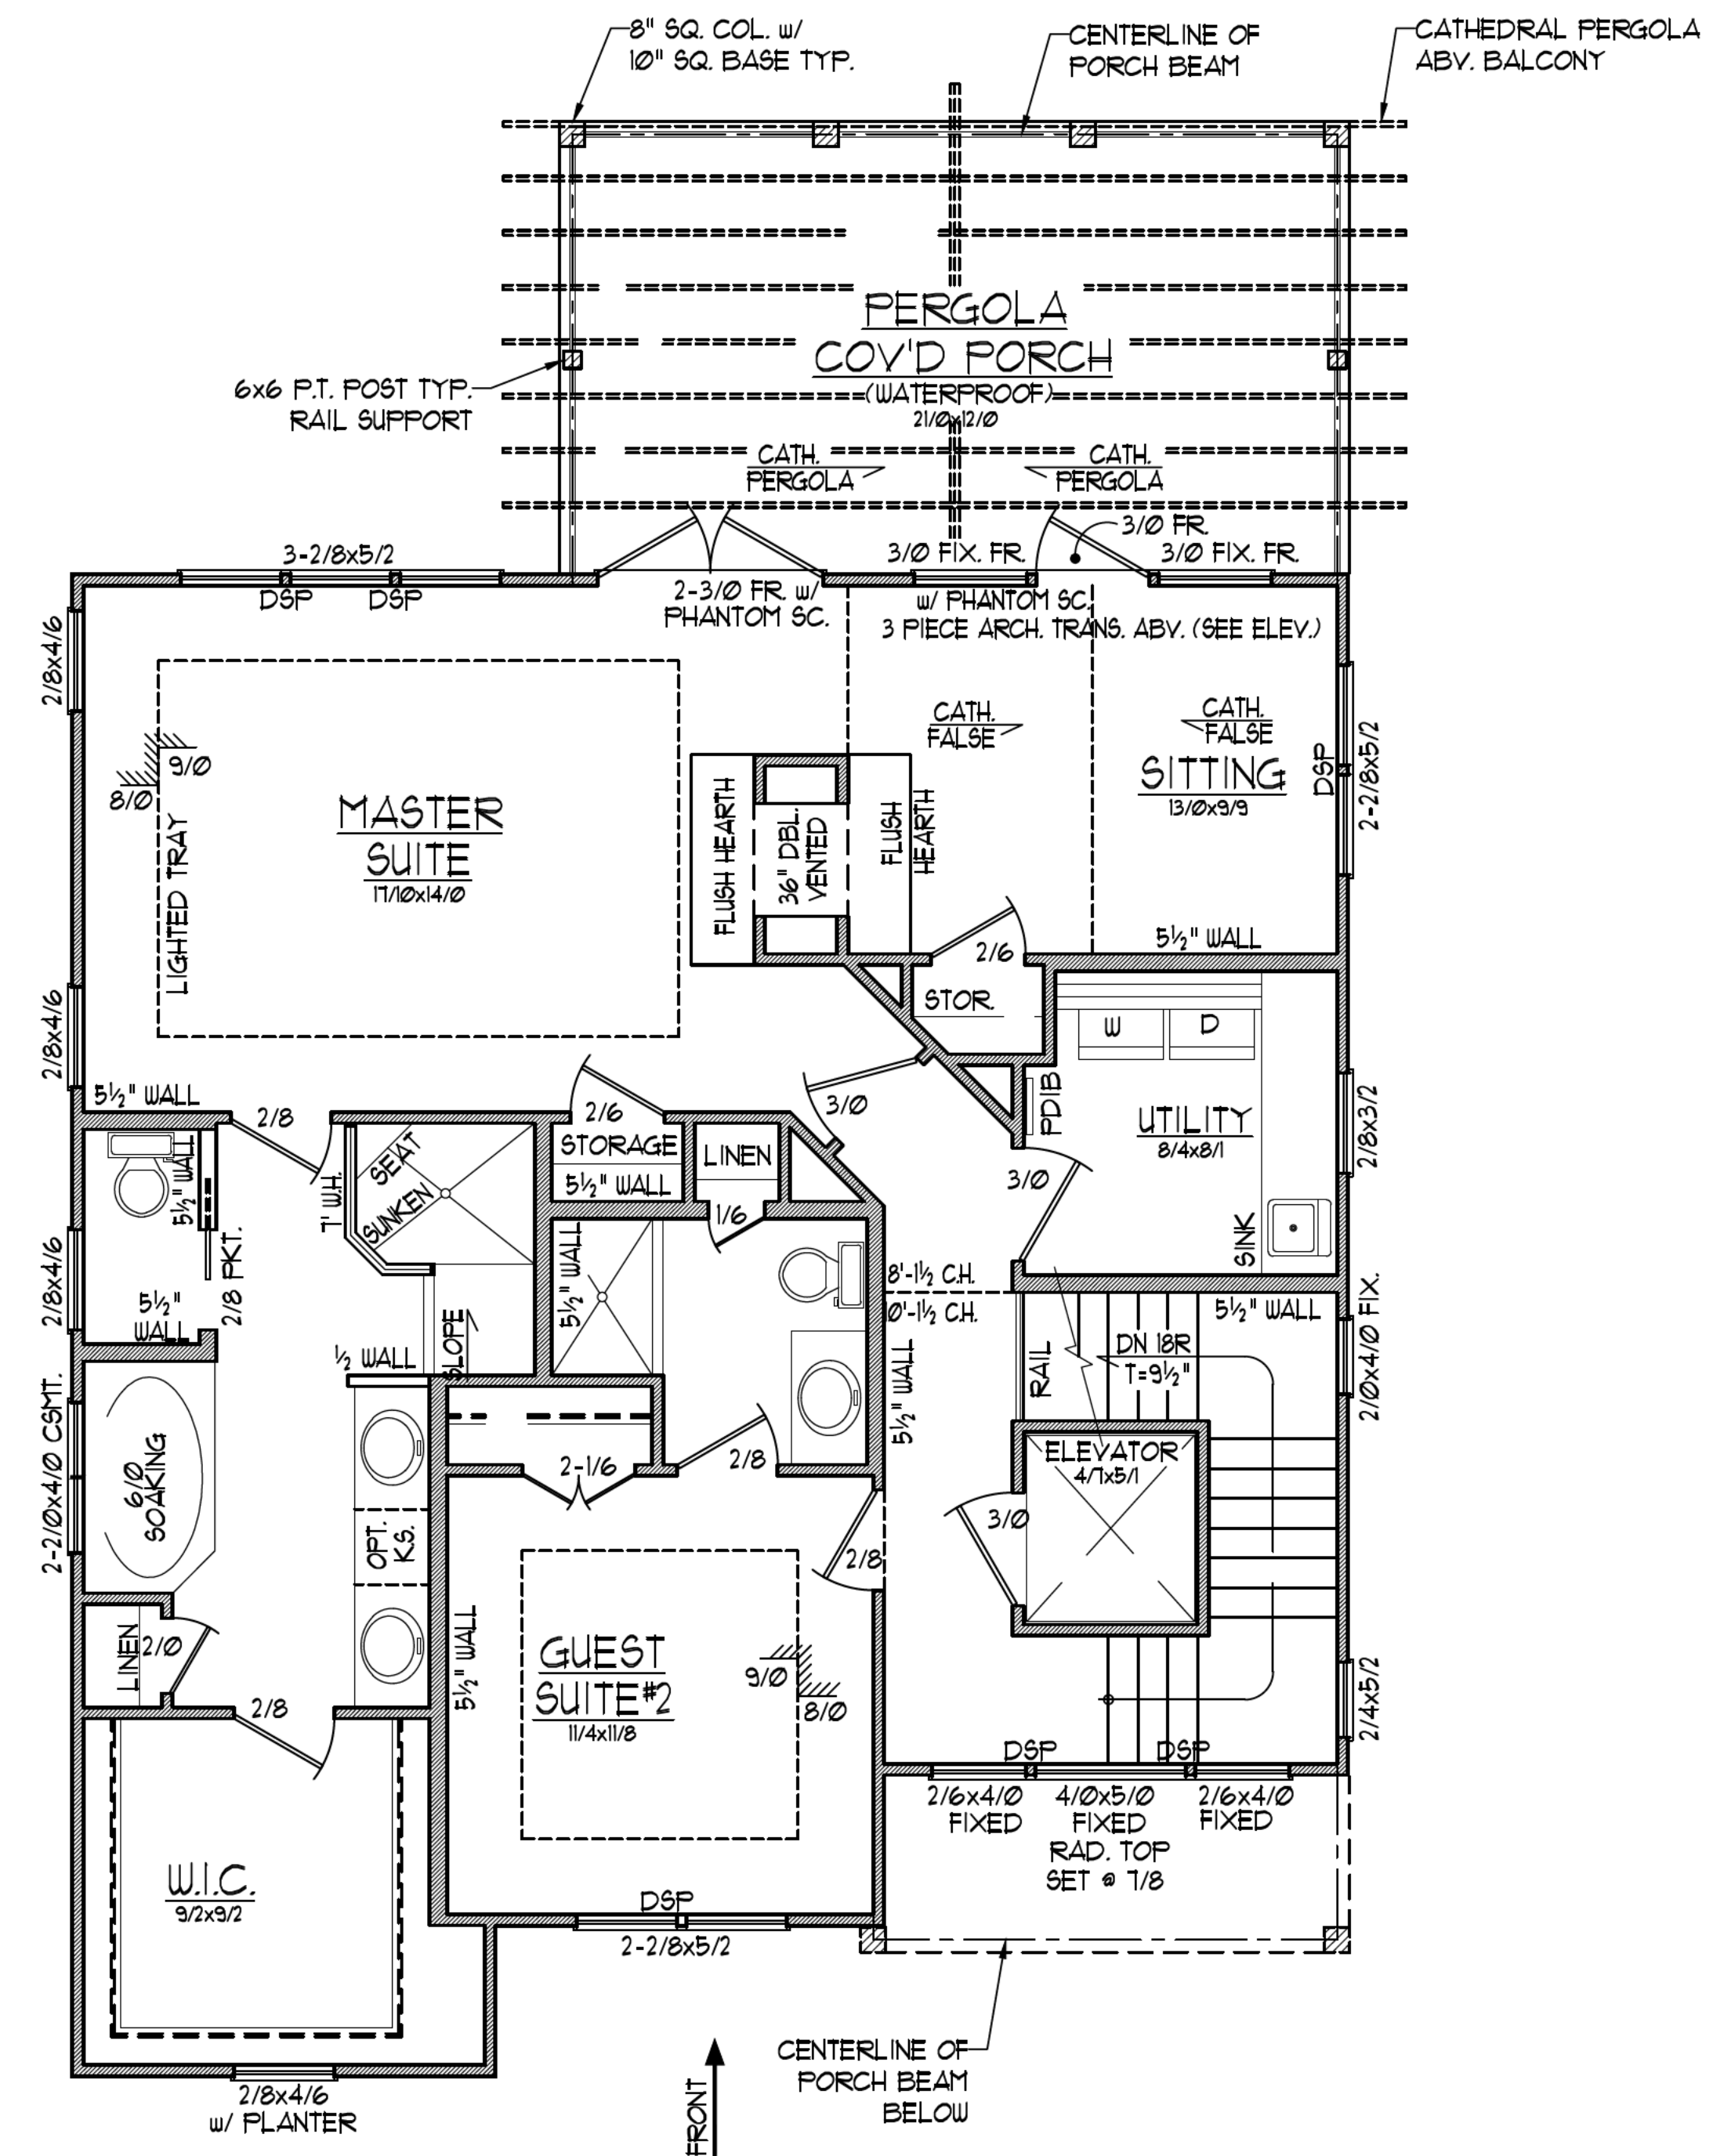 8" SQ. COL. w/
10" SQ. BASE TYP.
CENTERLINE OF
PORCH BEAM
CATHEDRAL PERGOLA
ABV. BALCONY
PERGOLA
COV'D PORCH
(WATERPROOF)
21/0x12/0
6x6 P.T. POST TYP.
RAIL SUPPORT
CATH.
PERGOLA
CATH.
PERGOLA
3/0 FR.
3-2/8x5/2
3/0 FIX. FR.
3/0 FIX. FR.
DSP
DSP
2-3/0 FR. w/
PHANTOM SC.
w/ PHANTOM SC.
3 PIECE ARCH. TRANS. ABV. (SEE ELEV.)
2/8x4/6
9/0
8/0
LIGHTED TRAY
MASTER
SUITE
17/10x14/0
FLUSH HEARTH
36" DBL.
VENTED
FLUSH
HEARTH
CATH.
FALSE
CATH.
FALSE
SITTING
13/0x9/9
DSP
2-2/8x5/2
5½" WALL
2/6
STOR.
2/8x4/6
5½" WALL
2/8
2/6
3/0
STORAGE
5½" WALL
LINEN
1/6
W
D
PDIB
UTILITY
8/4x8/1
2/8x3/2
3/0
SINK
5½" WALL
2/8x4/6
5½"
WALL
2/8 PKT.
7' W.H.
SEAT
SUNKEN
5½" WALL
SLOPE
½ WALL
8'-1½ C.H.
10'-1½ C.H.
5½" WALL
5½" WALL
RAIL
DN 18R
T=9½"
2/0x4/0 FIX.
2-2/0x4/0 CSMT.
6/0
SOAKING
OPT.
K.S.
2-1/6
2/8
ELEVATOR
4/7x5/1
3/0
2/8
LINEN
2/0
2/8
5½" WALL
GUEST
SUITE #2
11/4x11/8
9/0
8/0
2/4x5/2
DSP
DSP
2/6x4/0
FIXED
4/0x5/0
FIXED
RAD. TOP
SET @ 7/8
2/6x4/0
FIXED
W.I.C.
9/2x9/2
DSP
2-2/8x5/2
2/8x4/6
w/ PLANTER
FRONT
CENTERLINE OF
PORCH BEAM
BELOW